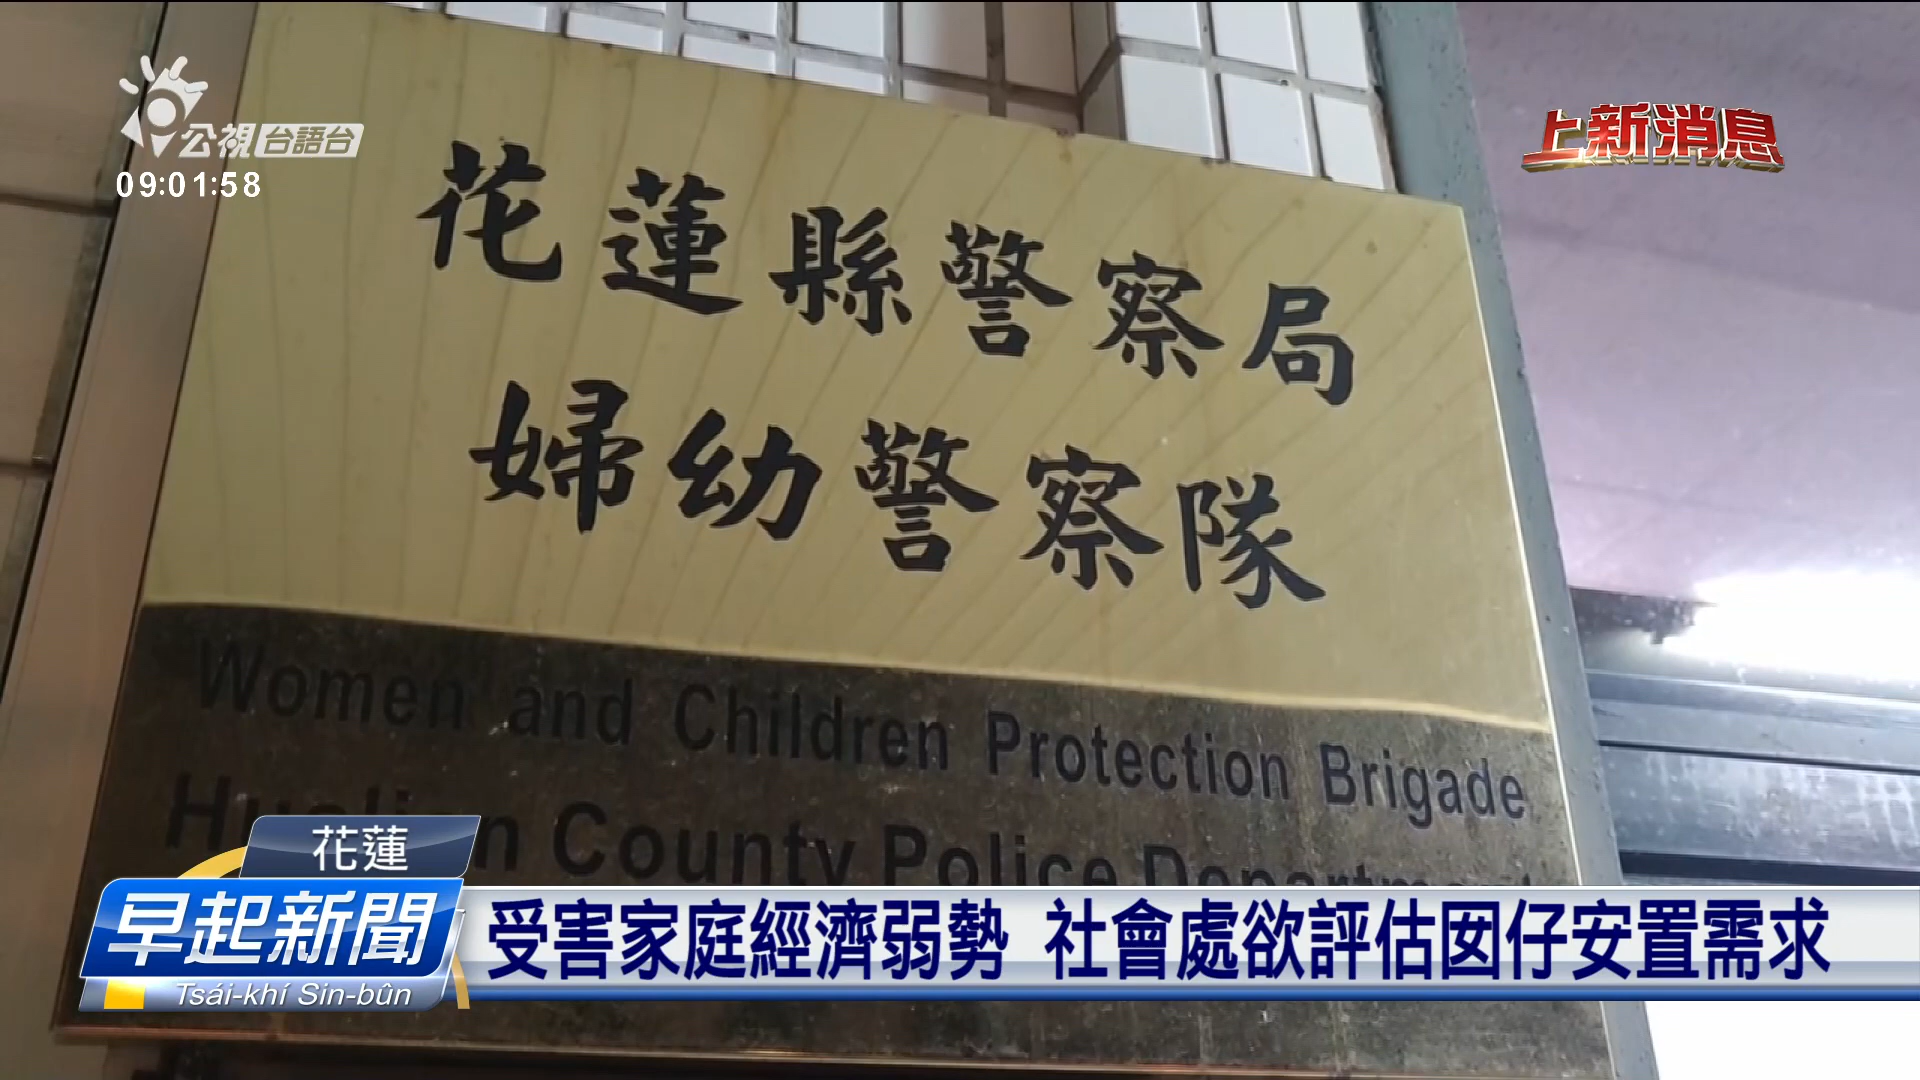 公視台語台
09:01:58
上新消息
花蓮縣警察局
婦幼警察隊
Women and Children Protection Brigade
County Police Department
花蓮
早起新聞
Tsái-khí Sin-bûn
受害家庭經濟弱勢 社會處欲評估囡仔安置需求